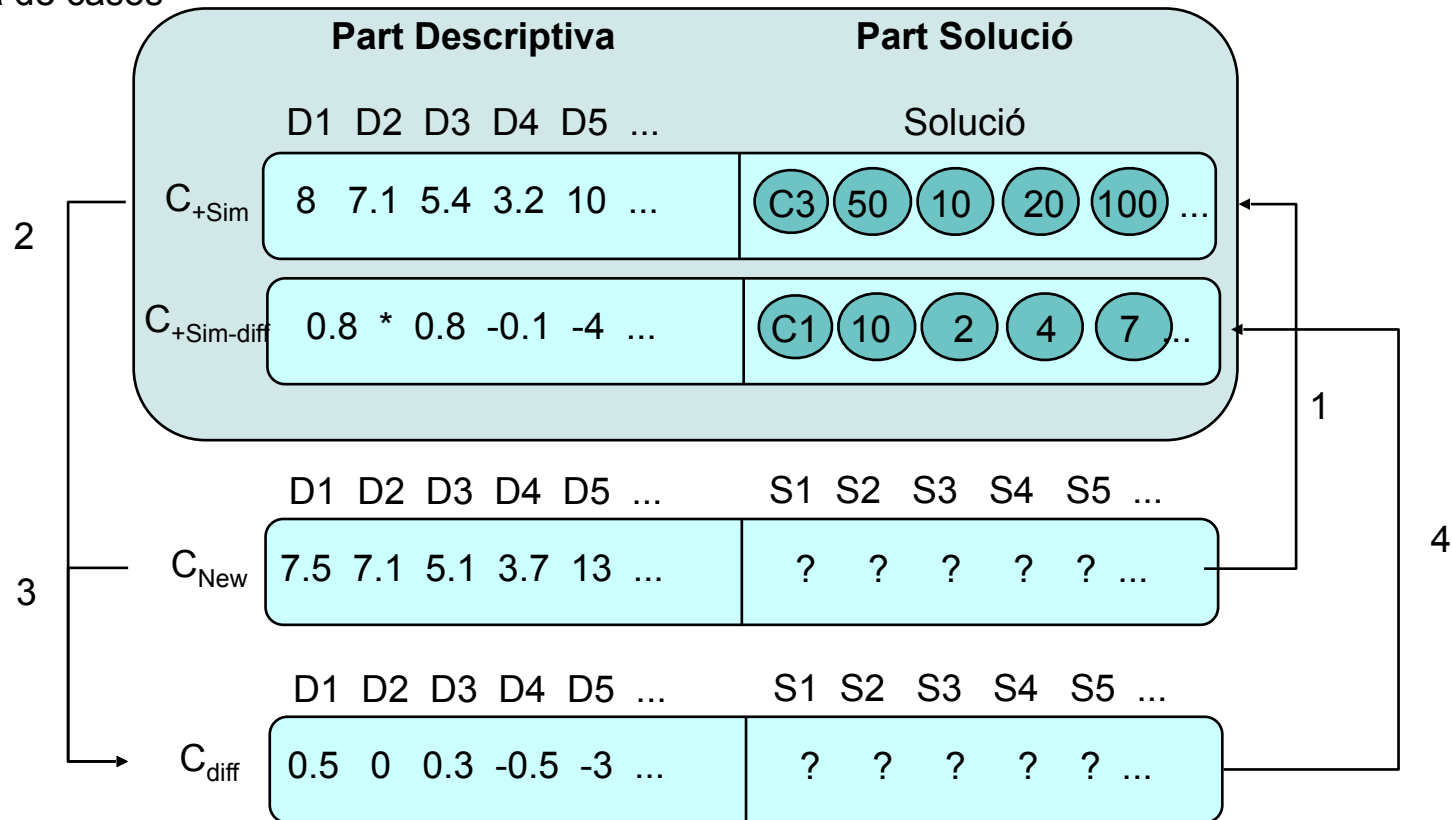 de casos
Part Descriptiva Part Solució
D1 D2 D3 D4 D5 ... Solució
C+Sim 8 7.1 5.4 3.2 10 ... C3 50 10 20 100 ...
2
C+Sim-diff 0.8 * 0.8 -0.1 -4 ... C1 10 2 4 7 ...
1
D1 D2 D3 D4 D5 ... S1 S2 S3 S4 S5 ...
4
CNew 7.5 7.1 5.1 3.7 13 ... ? ? ? ? ? ...
3
D1 D2 D3 D4 D5 ... S1 S2 S3 S4 S5 ...
Cdiff 0.5 0 0.3 -0.5 -3 ... ? ? ? ? ? ...